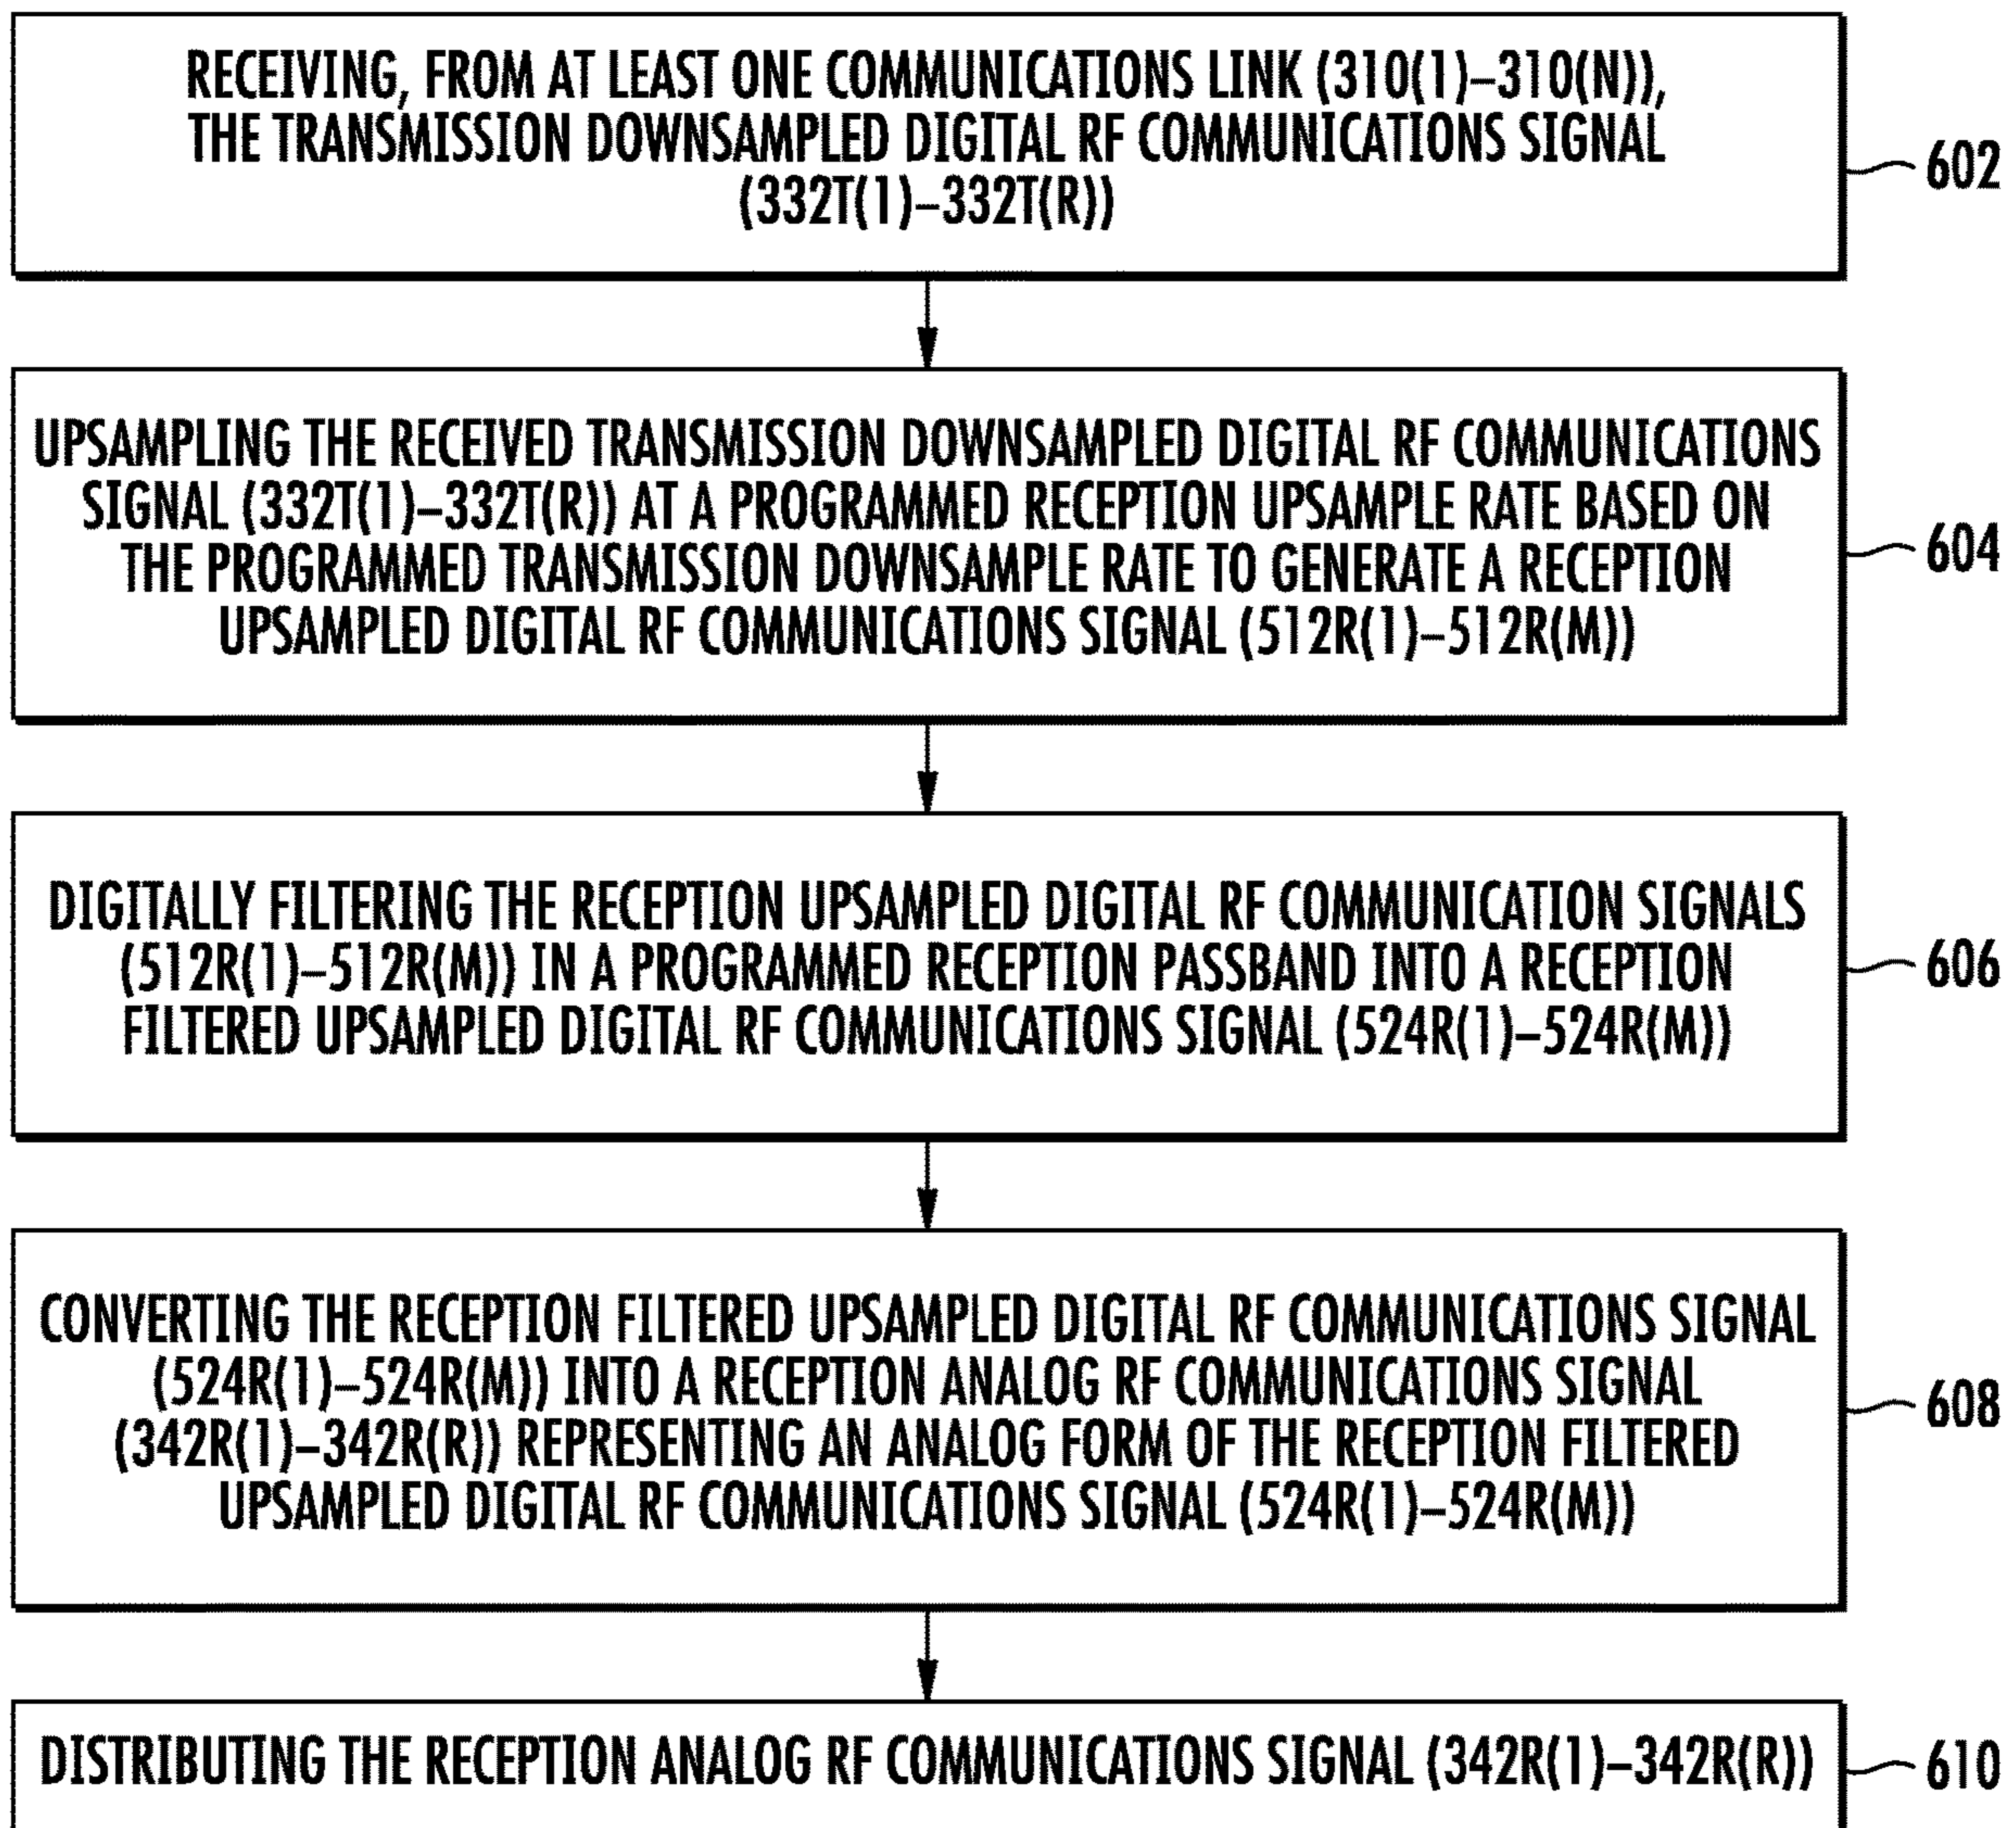 RECEIVING, FROM AT LEAST ONE COMMUNICATIONS LINK (310(1)–310(N)),
THE TRANSMISSION DOWNSAMPLED DIGITAL RF COMMUNICATIONS SIGNAL
(332T(1)–332T(R))
602
UPSAMPLING THE RECEIVED TRANSMISSION DOWNSAMPLED DIGITAL RF COMMUNICATIONS
SIGNAL (332T(1)–332T(R)) AT A PROGRAMMED RECEPTION UPSAMPLE RATE BASED ON
THE PROGRAMMED TRANSMISSION DOWNSAMPLE RATE TO GENERATE A RECEPTION
UPSAMPLED DIGITAL RF COMMUNICATIONS SIGNAL (512R(1)–512R(M))
604
DIGITALLY FILTERING THE RECEPTION UPSAMPLED DIGITAL RF COMMUNICATION SIGNALS
(512R(1)–512R(M)) IN A PROGRAMMED RECEPTION PASSBAND INTO A RECEPTION
FILTERED UPSAMPLED DIGITAL RF COMMUNICATIONS SIGNAL (524R(1)–524R(M))
606
CONVERTING THE RECEPTION FILTERED UPSAMPLED DIGITAL RF COMMUNICATIONS SIGNAL
(524R(1)–524R(M)) INTO A RECEPTION ANALOG RF COMMUNICATIONS SIGNAL
(342R(1)–342R(R)) REPRESENTING AN ANALOG FORM OF THE RECEPTION FILTERED
UPSAMPLED DIGITAL RF COMMUNICATIONS SIGNAL (524R(1)–524R(M))
608
DISTRIBUTING THE RECEPTION ANALOG RF COMMUNICATIONS SIGNAL (342R(1)–342R(R))
610